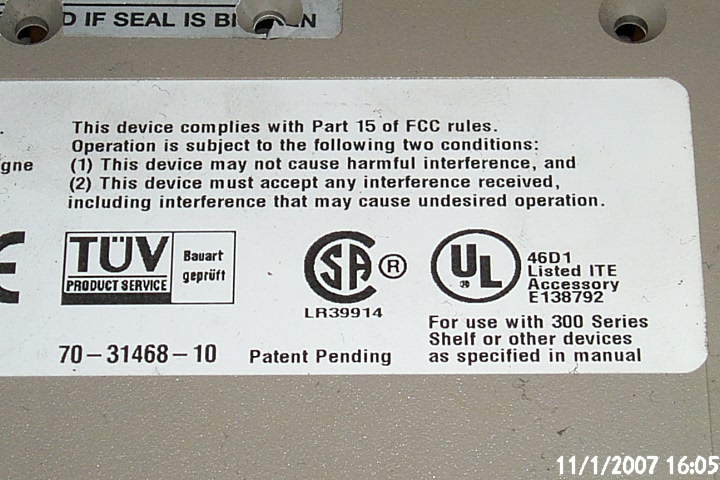 D IF SEAL IS B EN
This device complies with Part 15 of FCC rules.
Operation is subject to the following two conditions:
(1) This device may not cause harmful interference, and
(2) This device must accept any interference received,
including interference that may cause undesired operation.
.
igne
CE
TÜV
PRODUCT SERVICE
Bauart
geprüft
SA ®
LR39914
UL ®
46D1
Listed ITE
Accessory
E138792
70-31468-10
Patent Pending
For use with 300 Series
Shelf or other devices
as specified in manual
11/1/2007 16:05